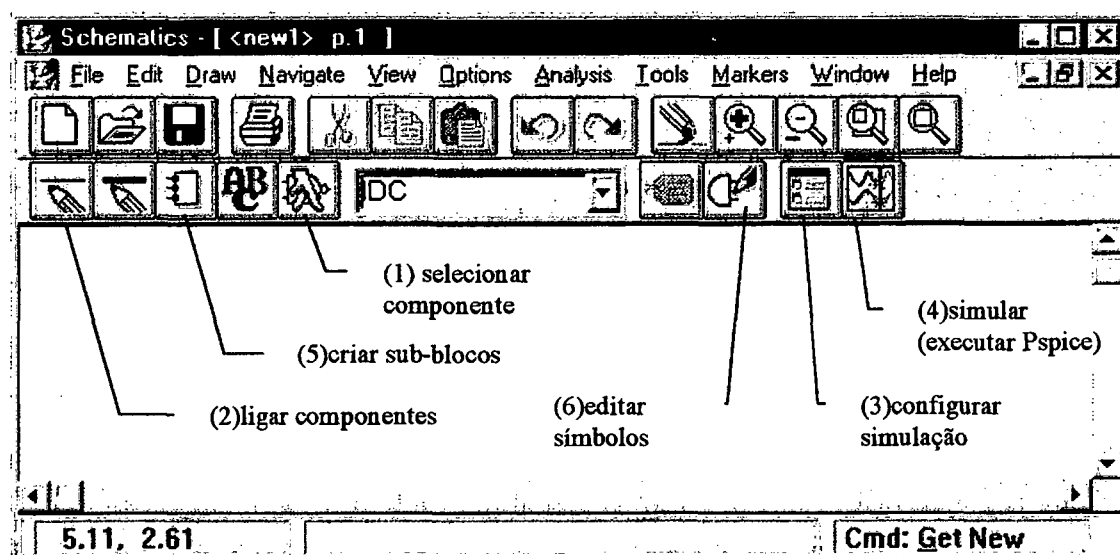 Schematics - [ <new1> p.1 ]
File Edit Draw Navigate View Options Analysis Tools Markers Window Help
ABC DC
(1) selecionar
componente
(4)simular
(executar Pspice)
(5)criar sub-blocos
(2)ligar componentes
(6)editar
símbolos
(3)configurar
simulação
5.11, 2.61 Cmd: Get New